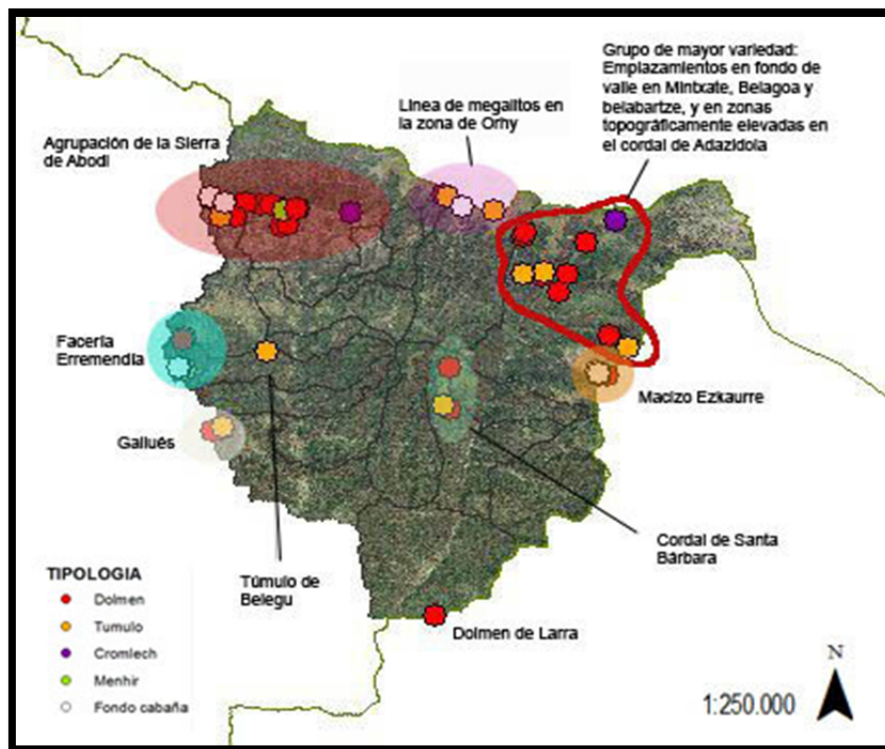 Grupo de mayor variedad:
Emplazamientos en fondo de
valle en Mintxate, Belagoa y
belabartze, y en zonas
topográficamente elevadas en
el cordal de Adazidola
Línea de megalitos en
la zona de Orhy
Agrupación de la Sierra
de Abodi
Facería
Erremendia
Macizo Ezkaurre
Gallués
Cordal de Santa
Bárbara
Túmulo de
Belegu
Dolmen de Larra
TIPOLOGIA
Dolmen
Tumulo
Cromlech
Menhir
Fondo cabaña
N
1:250.000